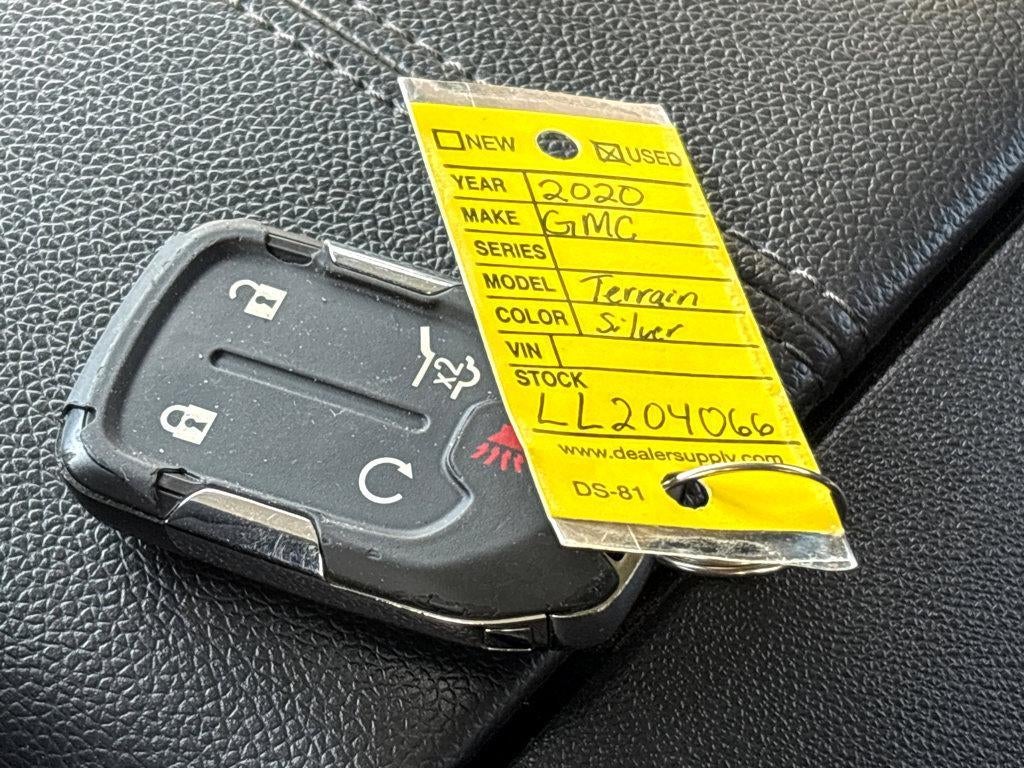 NEW USED
YEAR 2020
MAKE GMC
SERIES
MODEL Terrain
COLOR Silver
VIN
STOCK
LL204066
www.dealersupply.com
DS-81
X2